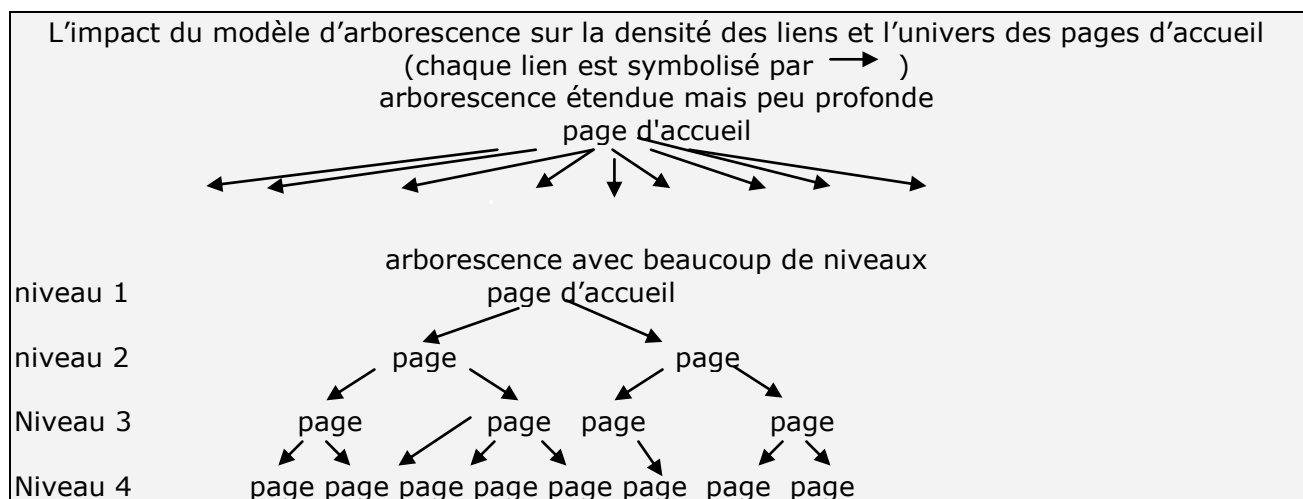 L’impact du modèle d’arborescence sur la densité des liens et l’univers des pages d’accueil
(chaque lien est symbolisé par )
arborescence étendue mais peu profonde
page d'accueil
arborescence avec beaucoup de niveaux
niveau 1 page d’accueil
niveau 2 page page
Niveau 3 page page page page
Niveau 4 page page page page page page page page